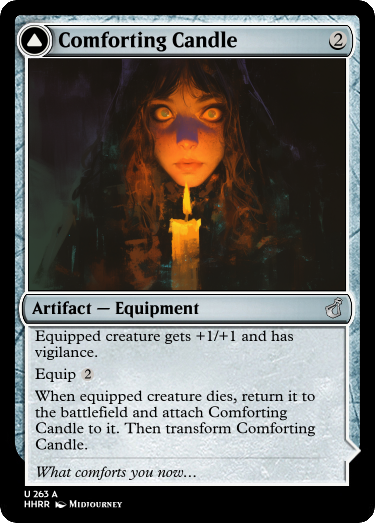 Comforting Candle 2
Artifact — Equipment
Equipped creature gets +1/+1 and has
vigilance.
Equip 2
When equipped creature dies, return it to
the battlefield and attach Comforting
Candle to it. Then transform Comforting
Candle.
What comforts you now…
U 263 A
HHRR Midjourney